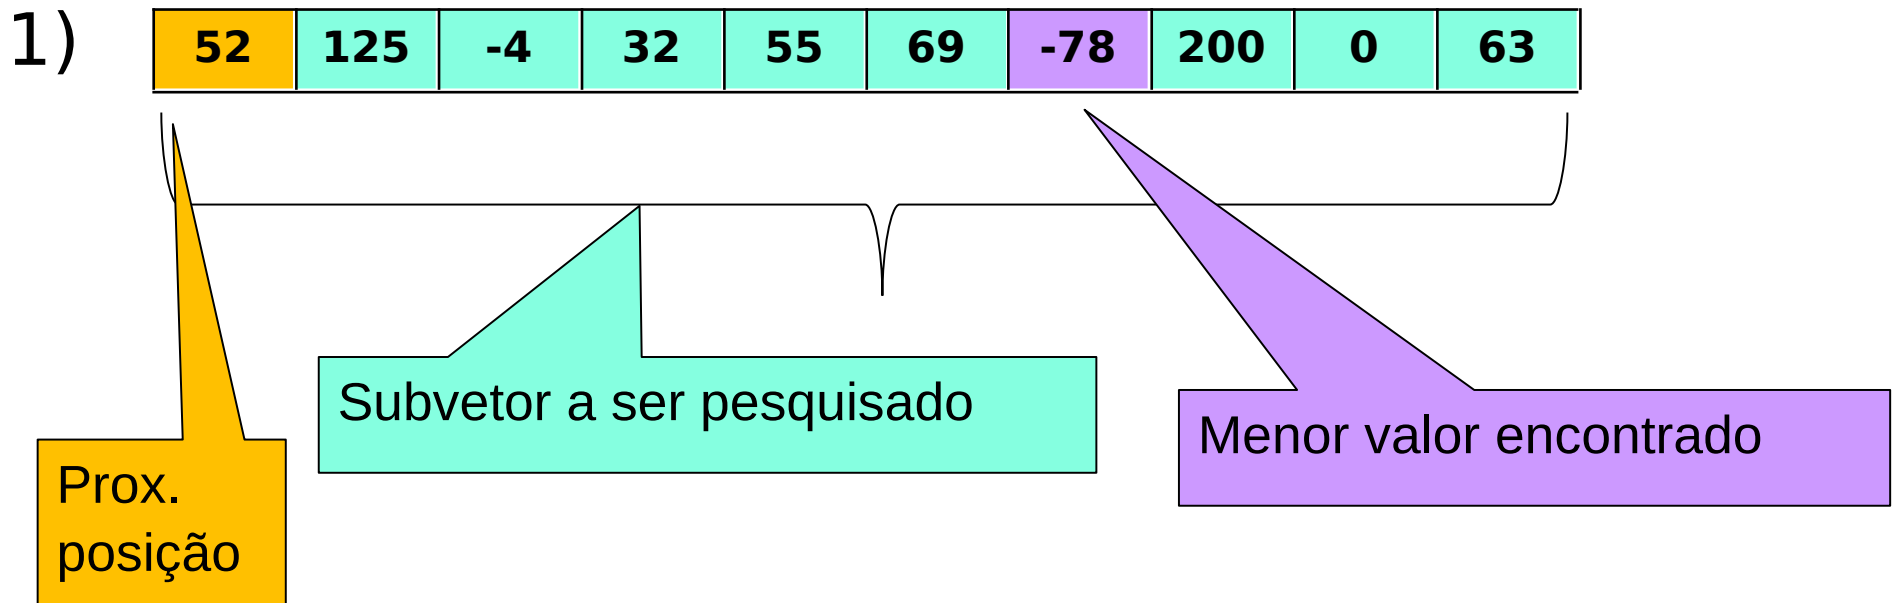 1) 52 125 -4 32 55 69 -78 200 0 63
Subvetor a ser pesquisado
Menor valor encontrado
Prox.
posição